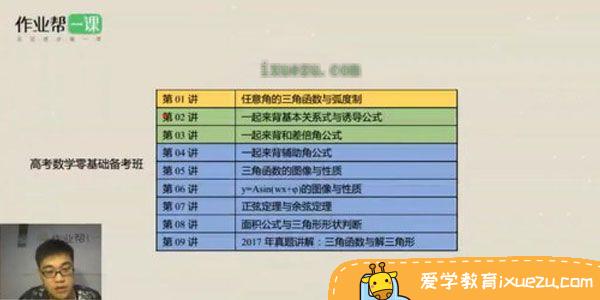 作业帮一课
ixuezu.com
第 01 讲 任意角的三角函数与弧度制
第 02 讲 一起来背基本关系式与诱导公式
第 03 讲 一起来背和差倍角公式
高考数学零基础备考班
第 04 讲 一起来背辅助角公式
第 05 讲 三角函数的图像与性质
第 06 讲 y=Asin(wx+φ)的图像与性质
第 07 讲 正弦定理与余弦定理
第 08 讲 面积公式与三角形形状判断
第 09 讲 2017 年真题讲解：三角函数与解三角形
作业帮
爱学教育ixuezu.com